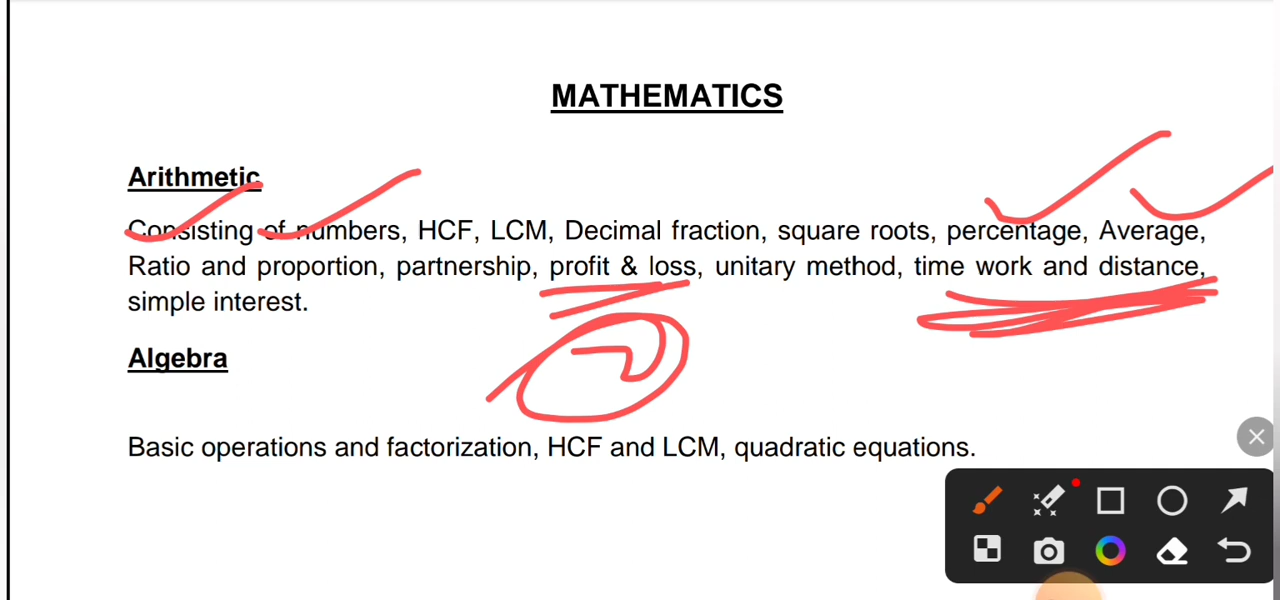 MATHEMATICS
Arithmetic
Consisting of numbers, HCF, LCM, Decimal fraction, square roots, percentage, Average,
Ratio and proportion, partnership, profit & loss, unitary method, time work and distance,
simple interest.
Algebra
Basic operations and factorization, HCF and LCM, quadratic equations.